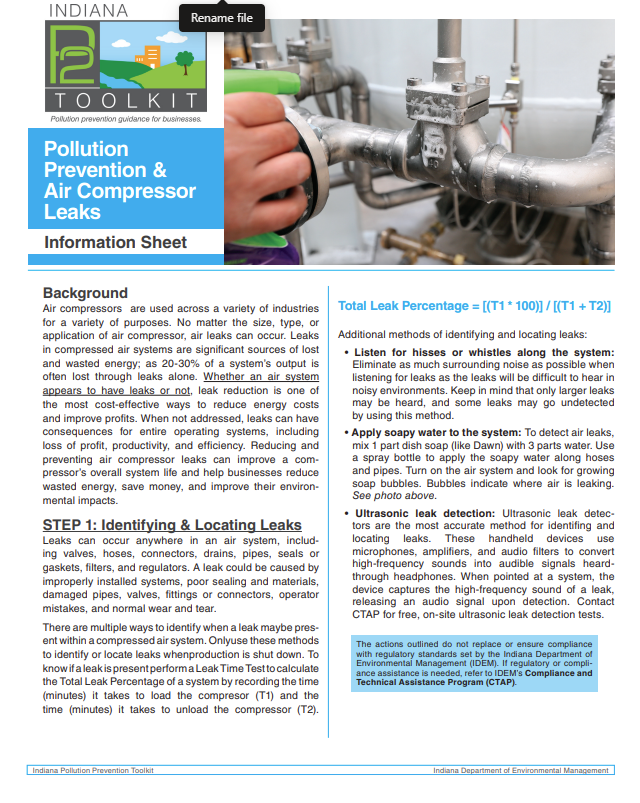 INDIANA
Rename file
P2
TOOLKIT
Pollution prevention guidance for businesses.
Pollution
Prevention &
Air Compressor
Leaks
Information Sheet
Background
Air compressors are used across a variety of industries
for a variety of purposes. No matter the size, type, or
application of air compressor, air leaks can occur. Leaks
in compressed air systems are significant sources of lost
and wasted energy; as 20-30% of a system's output is
often lost through leaks alone. Whether an air system
appears to have leaks or not, leak reduction is one of
the most cost-effective ways to reduce energy costs
and improve profits. When not addressed, leaks can have
consequences for entire operating systems, including
loss of profit, productivity, and efficiency. Reducing and
preventing air compressor leaks can improve a com-
pressor's overall system life and help businesses reduce
wasted energy, save money, and improve their environ-
mental impacts.
STEP 1: Identifying & Locating Leaks
Leaks can occur anywhere in an air system, includ-
ing valves, hoses, connectors, drains, pipes, seals or
gaskets, filters, and regulators. A leak could be caused by
improperly installed systems, poor sealing and materials,
damaged pipes, valves, fittings or connectors, operator
mistakes, and normal wear and tear.
There are multiple ways to identify when a leak maybe pres-
ent within a compressed air system. Onlyuse these methods
to identify or locate leaks whenproduction is shut down. To
know if a leak is present perform a Leak Time Test to calculate
the Total Leak Percentage of a system by recording the time
(minutes) it takes to load the compresor (T1) and the
time (minutes) it takes to unload the compressor (T2).
Total Leak Percentage = [(T1 * 100)] / [(T1 + T2)]
Additional methods of identifying and locating leaks:
• Listen for hisses or whistles along the system:
Eliminate as much surrounding noise as possible when
listening for leaks as the leaks will be difficult to hear in
noisy environments. Keep in mind that only larger leaks
may be heard, and some leaks may go undetected
by using this method.
• Apply soapy water to the system: To detect air leaks,
mix 1 part dish soap (like Dawn) with 3 parts water. Use
a spray bottle to apply the soapy water along hoses
and pipes. Turn on the air system and look for growing
soap bubbles. Bubbles indicate where air is leaking.
See photo above.
• Ultrasonic leak detection: Ultrasonic leak detec-
tors are the most accurate method for identifing and
locating leaks. These handheld devices use
microphones, amplifiers, and audio filters to convert
high-frequency sounds into audible signals heard-
through headphones. When pointed at a system, the
device captures the high-frequency sound of a leak,
releasing an audio signal upon detection. Contact
CTAP for free, on-site ultrasonic leak detection tests.
The actions outlined do not replace or ensure compliance
with regulatory standards set by the Indiana Department of
Environmental Management (IDEM). If regulatory or compli-
ance assistance is needed, refer to IDEM's Compliance and
Technical Assistance Program (CTAP).
Indiana Pollution Prevention Toolkit
Indiana Department of Environmental Management